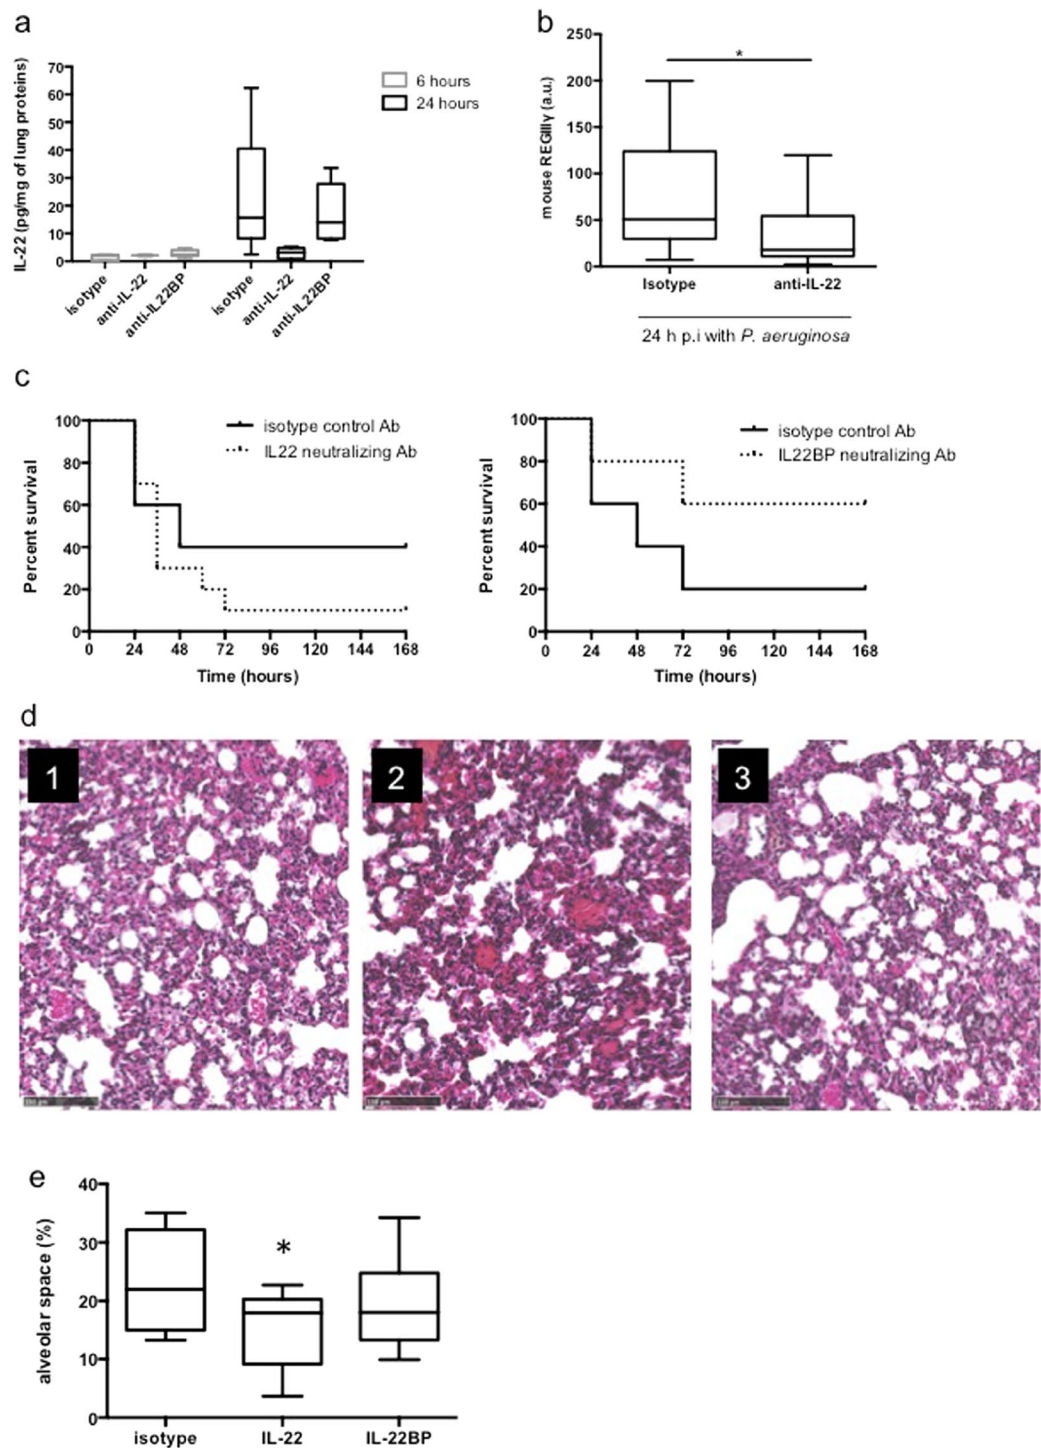 a
IL-22 (pg/mg of lung proteins)
70
60
50
40
30
20
10
0
isotype
anti-IL-22
anti-IL22BP
isotype
anti-IL-22
anti-IL22BP
6 hours
24 hours
b
mouse REGIIIγ (a.u.)
250
200
150
100
50
0
*
Isotype
anti-IL-22
24 h p.i with P. aeruginosa
c
Percent survival
100
80
60
40
20
0
isotype control Ab
IL22 neutralizing Ab
0 24 48 72 96 120 144 168
Time (hours)
Percent survival
100
80
60
40
20
0
isotype control Ab
IL22BP neutralizing Ab
0 24 48 72 96 120 144 168
Time (hours)
d
1
2
3
e
alveolar space (%)
40
30
20
10
0
*
isotype
IL-22
IL-22BP